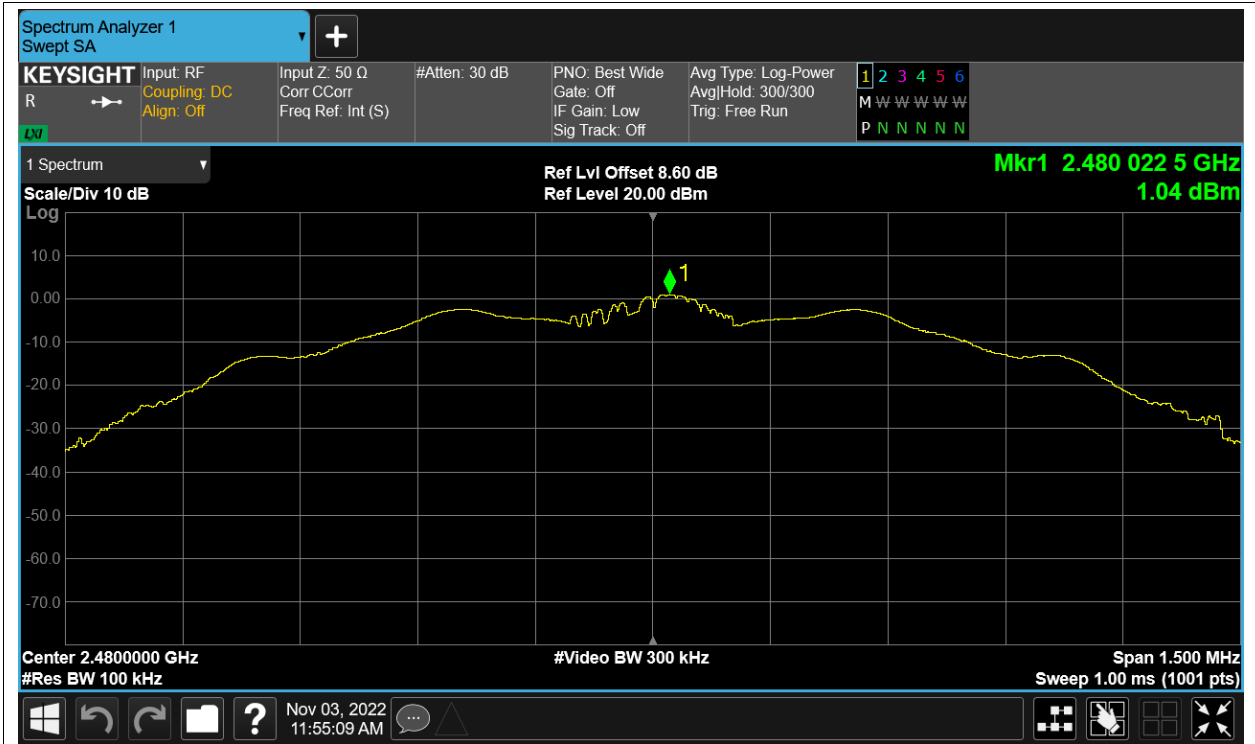 Spectrum Analyzer 1
Swept SA
KEYSIGHT
R
LXI
Input: RF
Coupling: DC
Align: Off
Input Z: 50 Ω
Corr CCorr
Freq Ref: Int (S)
#Atten: 30 dB
PNO: Best Wide
Gate: Off
IF Gain: Low
Sig Track: Off
Avg Type: Log-Power
Avg|Hold: 300/300
Trig: Free Run
1 2 3 4 5 6
M W W W W W
P N N N N N
1 Spectrum
Scale/Div 10 dB
Log
Ref Lvl Offset 8.60 dB
Ref Level 20.00 dBm
Mkr1 2.480 022 5 GHz
1.04 dBm
1
10.0
0.00
-10.0
-20.0
-30.0
-40.0
-50.0
-60.0
-70.0
Center 2.4800000 GHz
#Video BW 300 kHz
Span 1.500 MHz
#Res BW 100 kHz
Sweep 1.00 ms (1001 pts)
?
Nov 03, 2022
11:55:09 AM